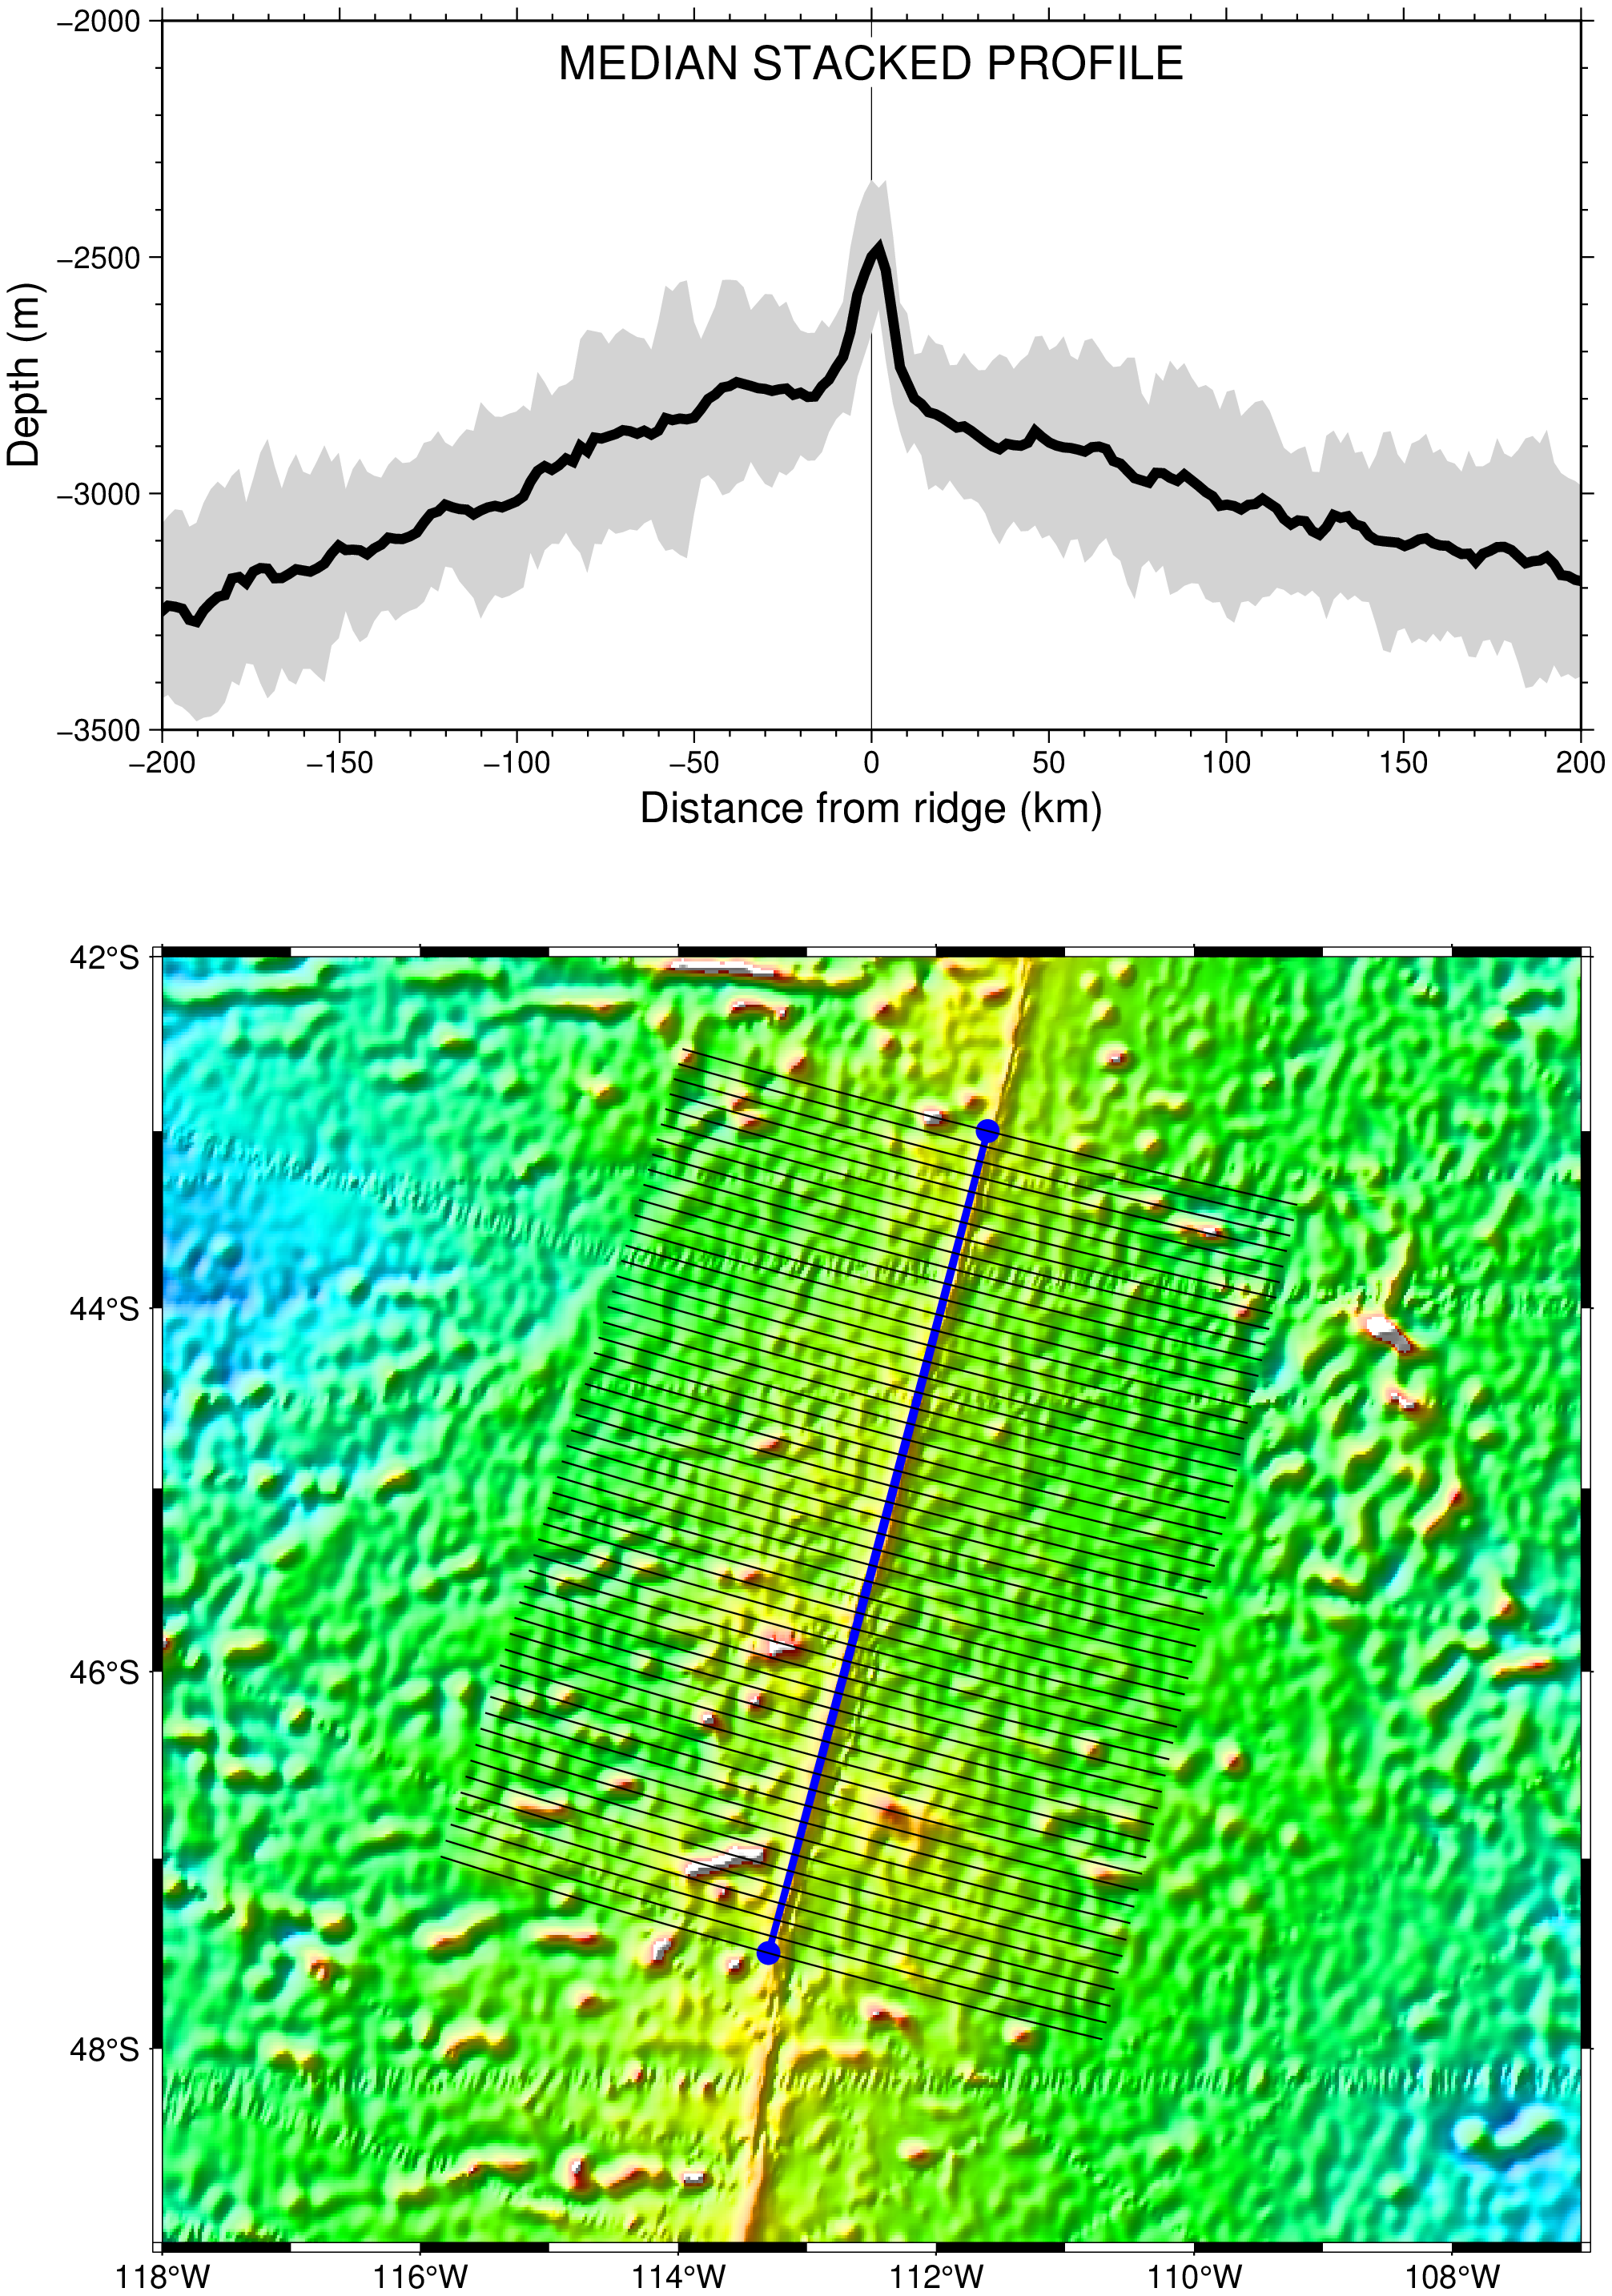 MEDIAN STACKED PROFILE
−2000
−2500
−3000
−3500
Depth (m)
−200 −150 −100 −50 0 50 100 150 200
Distance from ridge (km)
42°S
44°S
46°S
48°S
118°W 116°W 114°W 112°W 110°W 108°W